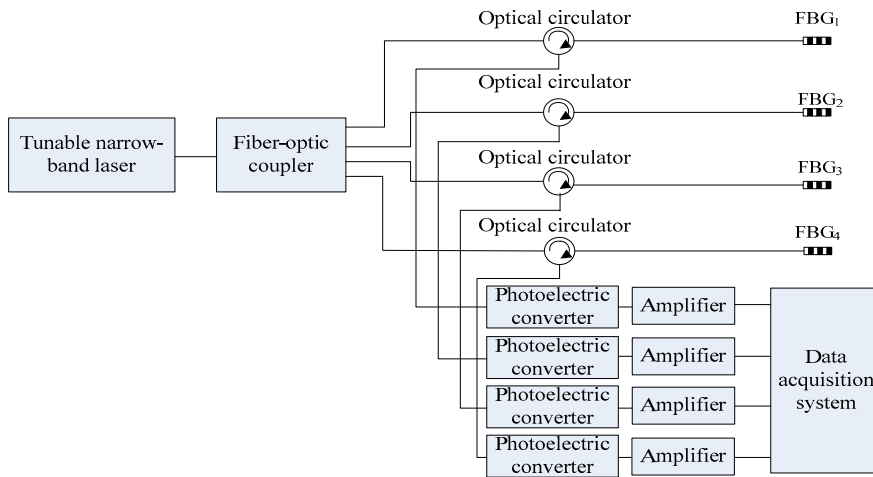 Optical circulator
FBG₁
Optical circulator
FBG₂
Tunable narrow-
band laser
Fiber-optic
coupler
Optical circulator
FBG₃
Optical circulator
FBG₄
Photoelectric
converter
Amplifier
Photoelectric
converter
Amplifier
Data
acquisition
system
Photoelectric
converter
Amplifier
Photoelectric
converter
Amplifier